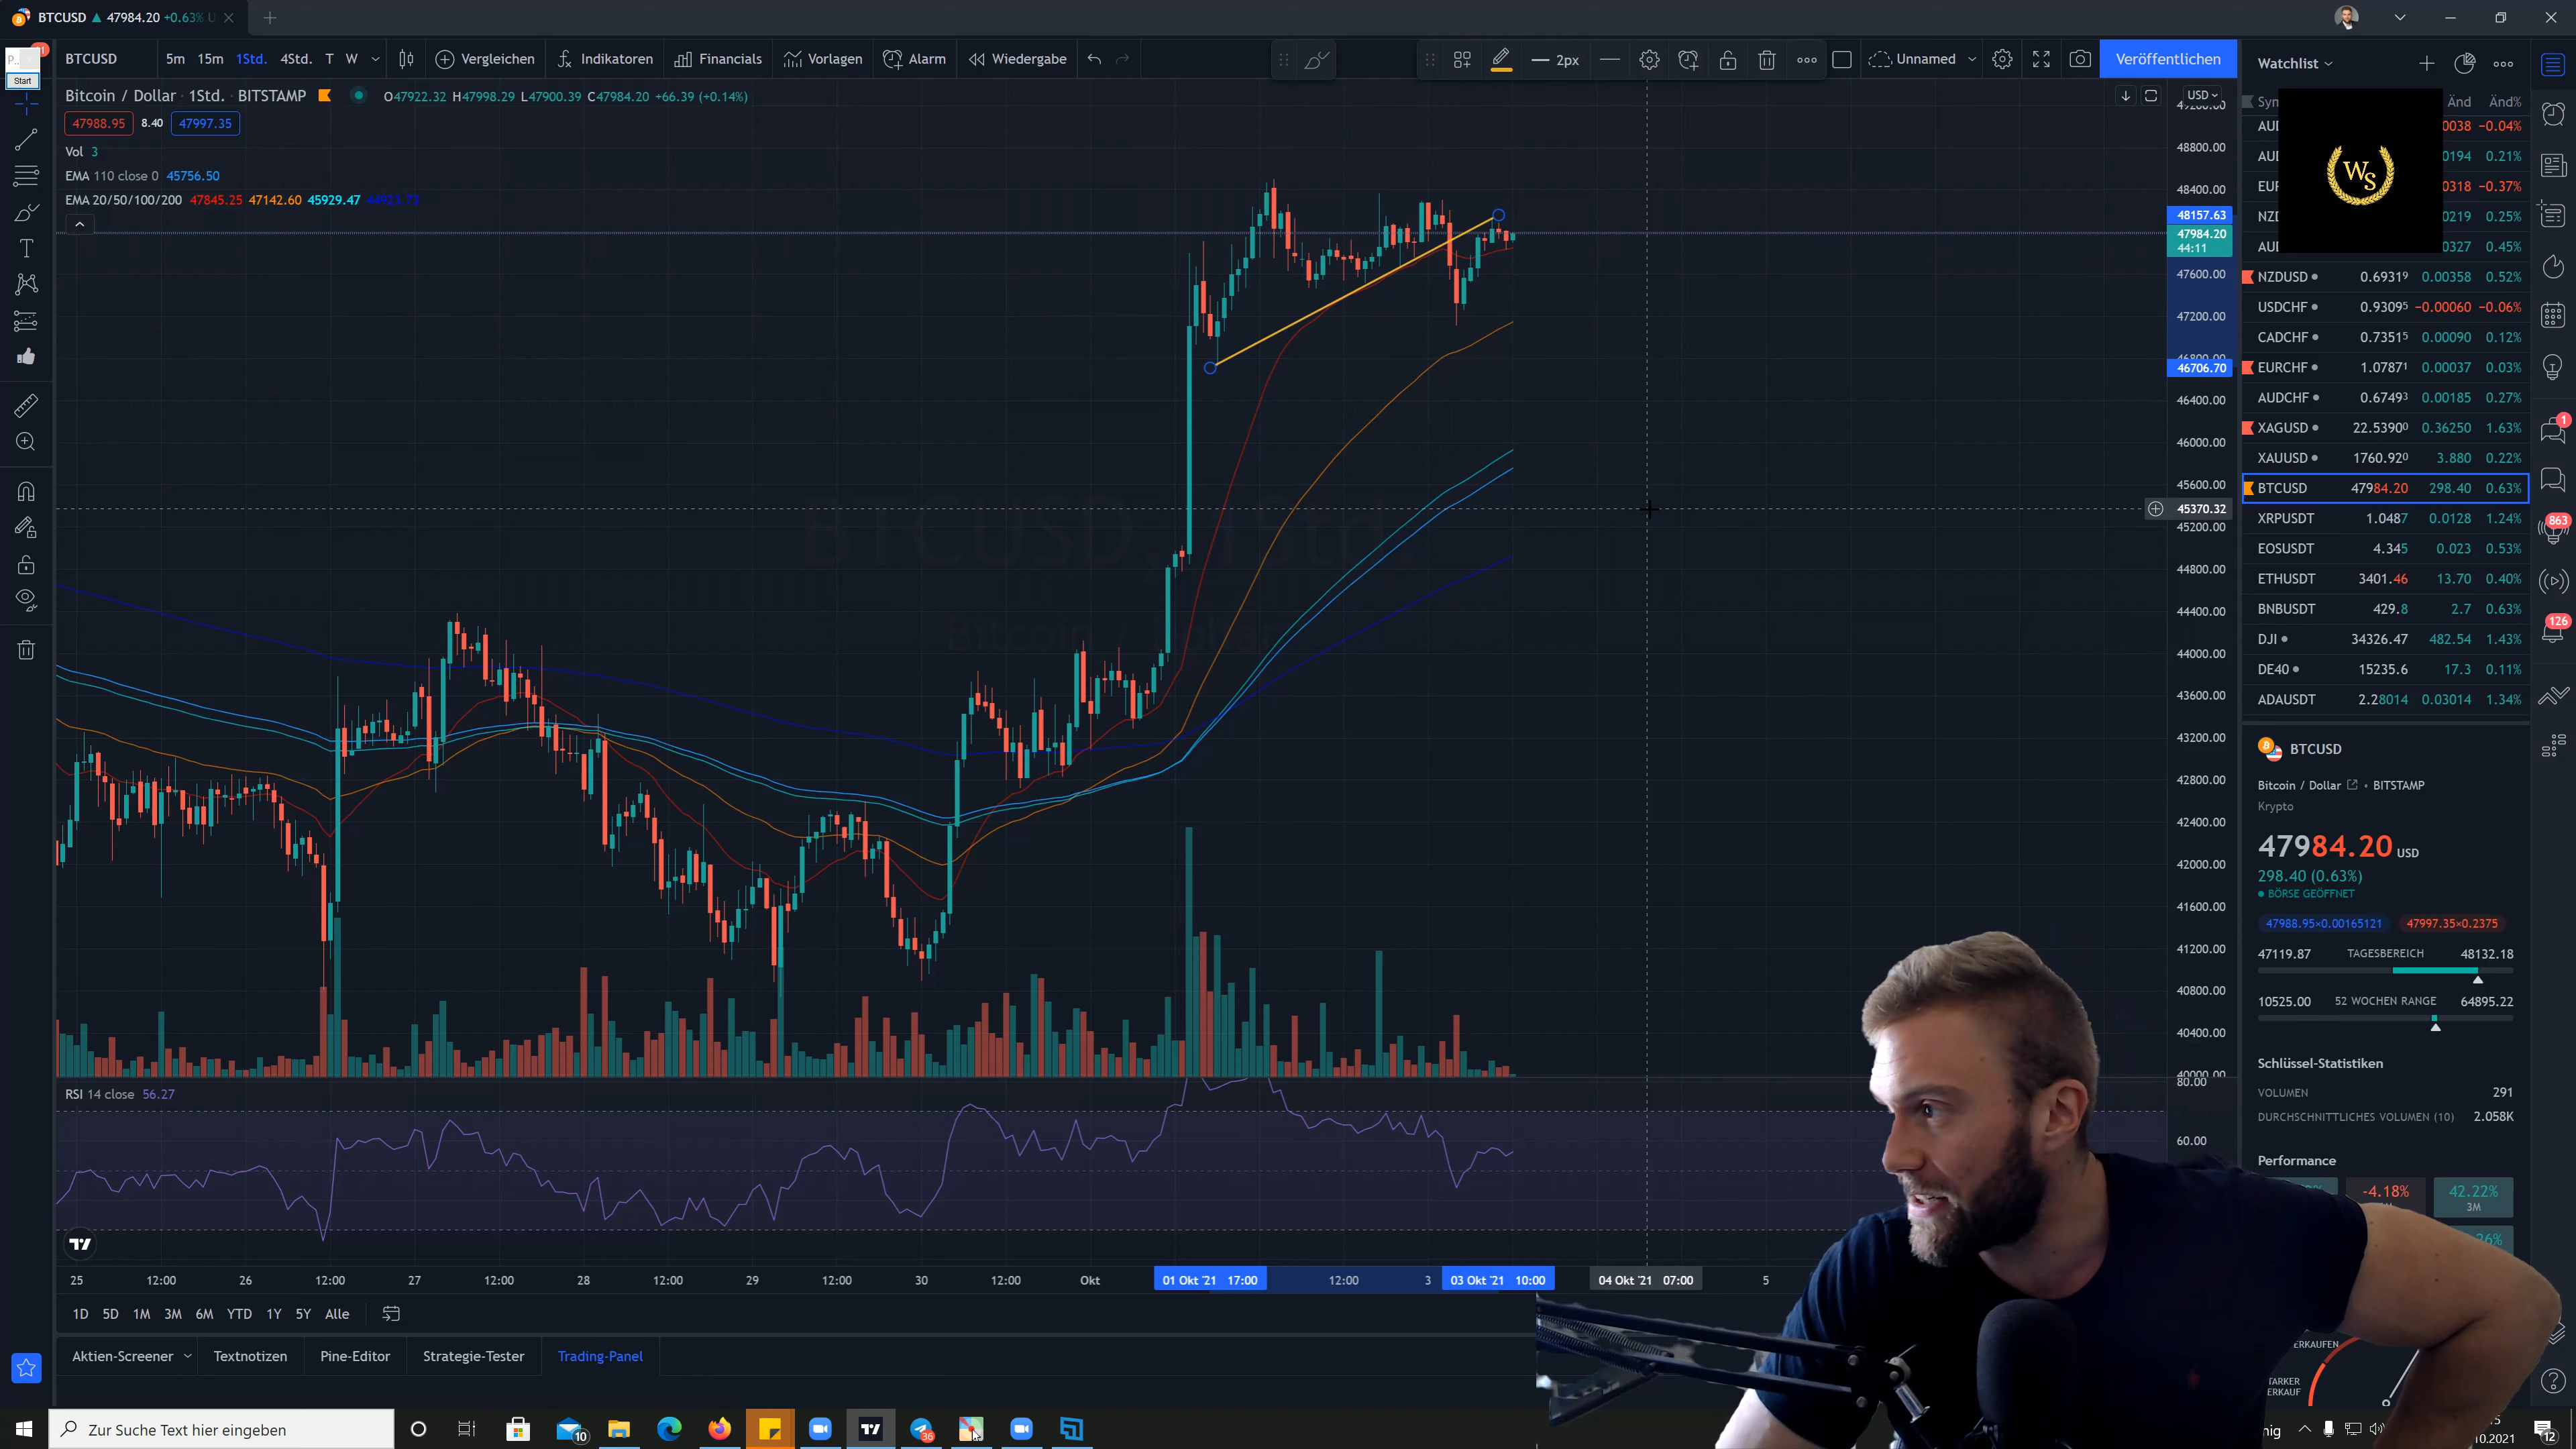 BTCUSD ▲ 47984.20 +0.63% U
BTCUSD 5m 15m 1Std. 4Std. T W Vergleichen Indikatoren Financials Vorlagen Alarm Wiedergabe 2px Unnamed Veröffentlichen
Start
Bitcoin / Dollar · 1Std. · BITSTAMP O47922.32 H47998.29 L47900.39 C47984.20 +66.39 (+0.14%)
47988.95 8.40 47997.35
Vol 3
EMA 110 close 0 45756.50
EMA 20/50/100/200 47845.25 47142.60 45929.47 44923.73
BTCUSD, 1Std.
Bitcoin / Dollar
USD
48800.00
48400.00
48157.63
47984.20
44:11
47600.00
47200.00
46706.70
46400.00
46000.00
45600.00
45370.32
45200.00
44800.00
44400.00
44000.00
43600.00
43200.00
42800.00
42400.00
42000.00
41600.00
41200.00
40800.00
40400.00
40000.00
80.00
60.00
RSI 14 close 56.27
25 12:00 26 12:00 27 12:00 28 12:00 29 12:00 30 12:00 Okt 01 Okt '21 17:00 12:00 3 03 Okt '21 10:00 04 Okt '21 07:00 5
1D 5D 1M 3M 6M YTD 1Y 5Y Alle
Aktien-Screener Textnotizen Pine-Editor Strategie-Tester Trading-Panel
Zur Suche Text hier eingeben
10
36
Watchlist
Änd Änd%
WS
0038 −0.04%
0194 0.21%
0318 −0.37%
0219 0.25%
0327 0.45%
NZDUSD 0.69319 0.00358 0.52%
USDCHF 0.93095 −0.00060 −0.06%
CADCHF 0.73515 0.00090 0.12%
EURCHF 1.07871 0.00037 0.03%
AUDCHF 0.67493 0.00185 0.27%
XAGUSD 22.53900 0.36250 1.63%
XAUUSD 1760.920 3.880 0.22%
BTCUSD 47984.20 298.40 0.63%
XRPUSDT 1.0487 0.0128 1.24%
EOSUSDT 4.345 0.023 0.53%
ETHUSDT 3401.46 13.70 0.40%
BNBUSDT 429.8 2.7 0.63%
DJI 34326.47 482.54 1.43%
DE40 15235.6 17.3 0.11%
ADAUSDT 2.28014 0.03014 1.34%
1
863
126
BTCUSD
Bitcoin / Dollar • BITSTAMP
Krypto
47984.20 USD
298.40 (0.63%)
BÖRSE GEÖFFNET
47988.95×0.00165121 47997.35×0.2375
47119.87 TAGESBEREICH 48132.18
10525.00 52 WOCHEN RANGE 64895.22
Schlüssel-Statistiken
VOLUMEN 291
DURCHSCHNITTLICHES VOLUMEN (10) 2.058K
Performance
-4.18% 42.22%
3M
ERKAUFEN
TARKER
ERKAUF
nig
10.2021
12